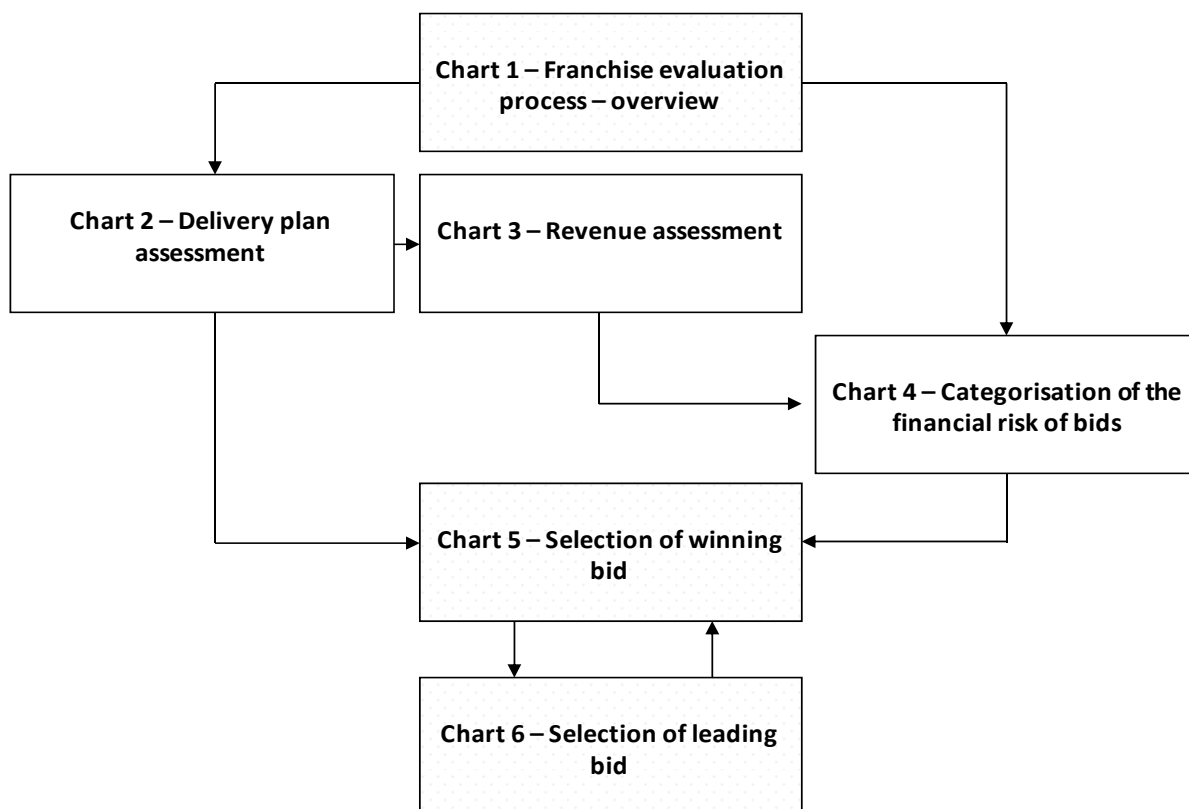 Chart 1 – Franchise evaluation
process – overview
Chart 2 – Delivery plan
assessment
Chart 3 – Revenue assessment
Chart 4 – Categorisation of the
financial risk of bids
Chart 5 – Selection of winning
bid
Chart 6 – Selection of leading
bid